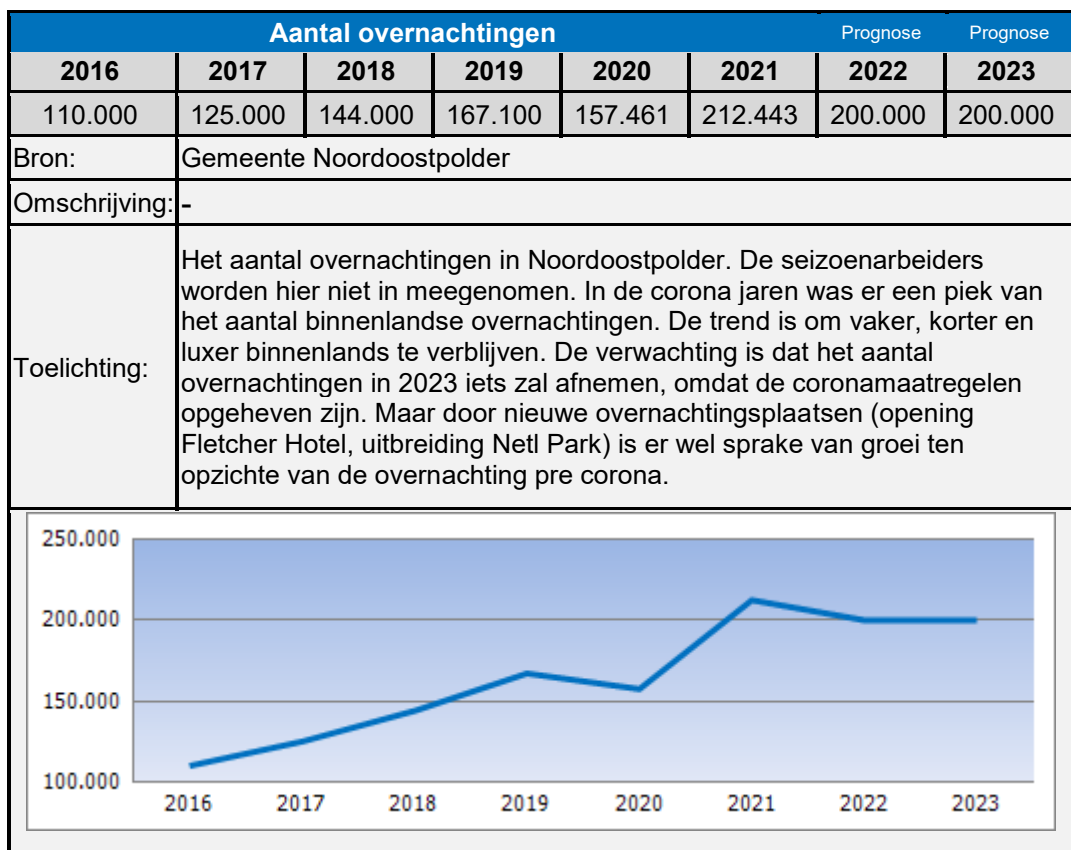 Aantal overnachtingen Prognose Prognose
2016 2017 2018 2019 2020 2021 2022 2023
110.000 125.000 144.000 167.100 157.461 212.443 200.000 200.000
Bron: Gemeente Noordoostpolder
Omschrijving: -
Toelichting:
Het aantal overnachtingen in Noordoostpolder. De seizoenarbeiders
worden hier niet in meegenomen. In de corona jaren was er een piek van
het aantal binnenlandse overnachtingen. De trend is om vaker, korter en
luxer binnenlands te verblijven. De verwachting is dat het aantal
overnachtingen in 2023 iets zal afnemen, omdat de coronamaatregelen
opgeheven zijn. Maar door nieuwe overnachtingsplaatsen (opening
Fletcher Hotel, uitbreiding Netl Park) is er wel sprake van groei ten
opzichte van de overnachting pre corona.
250.000
200.000
150.000
100.000
2016 2017 2018 2019 2020 2021 2022 2023